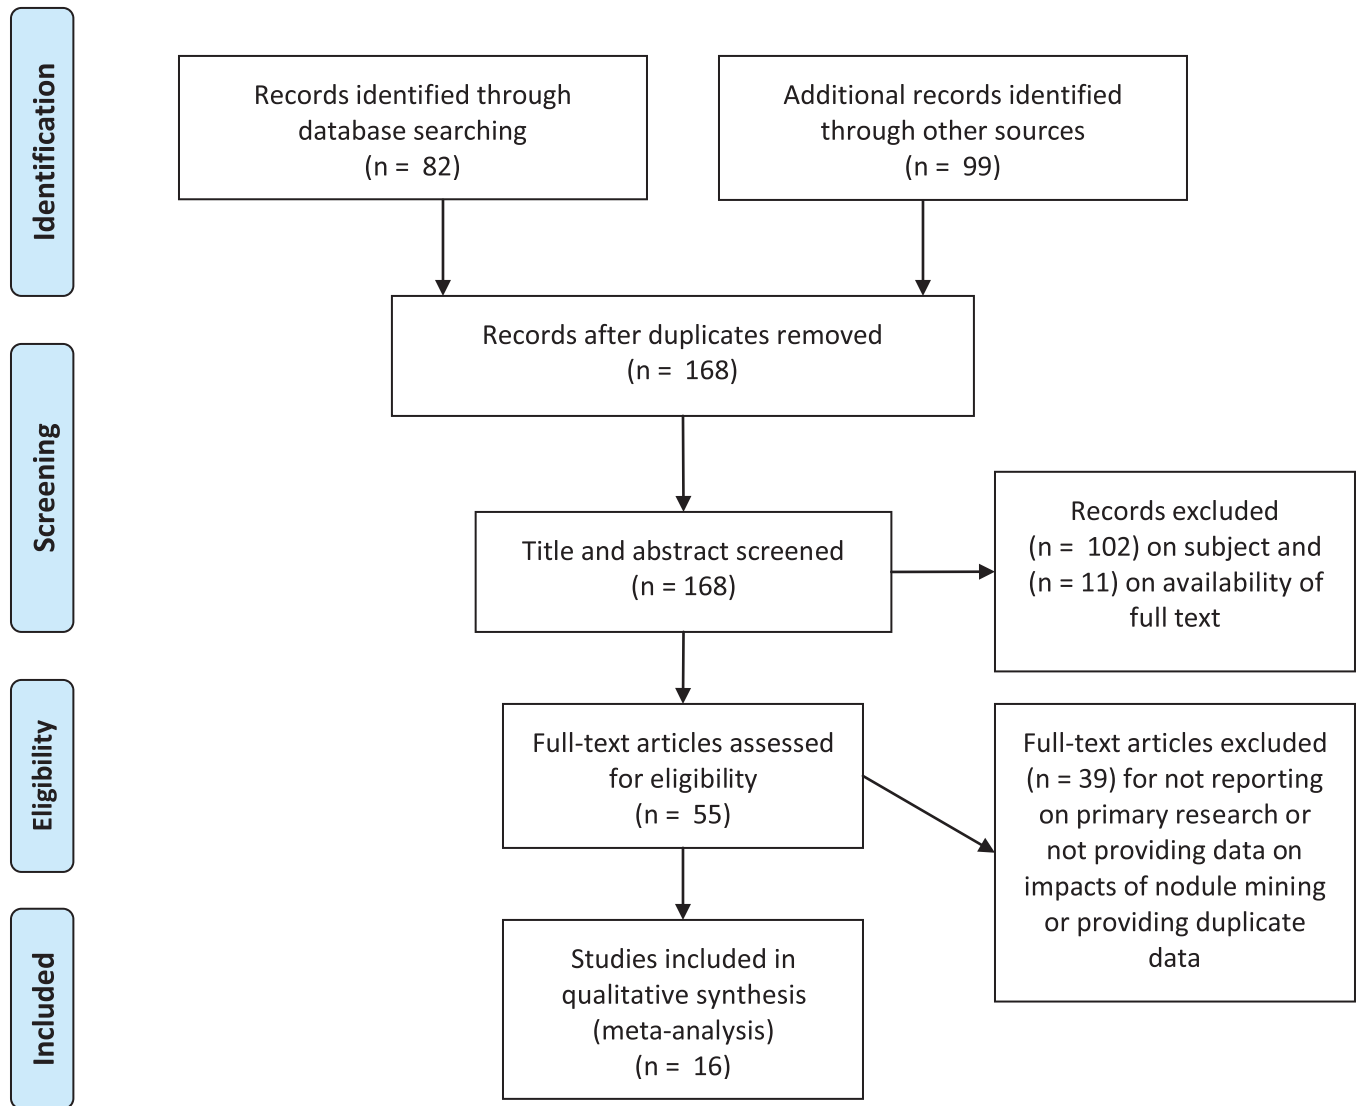 Identification
Records identified through
database searching
(n = 82)
Additional records identified
through other sources
(n = 99)
Records after duplicates removed
(n = 168)
Screening
Title and abstract screened
(n = 168)
Records excluded
(n = 102) on subject and
(n = 11) on availability of
full text
Eligibility
Full-text articles assessed
for eligibility
(n = 55)
Full-text articles excluded
(n = 39) for not reporting
on primary research or
not providing data on
impacts of nodule mining
or providing duplicate
data
Included
Studies included in
qualitative synthesis
(meta-analysis)
(n = 16)